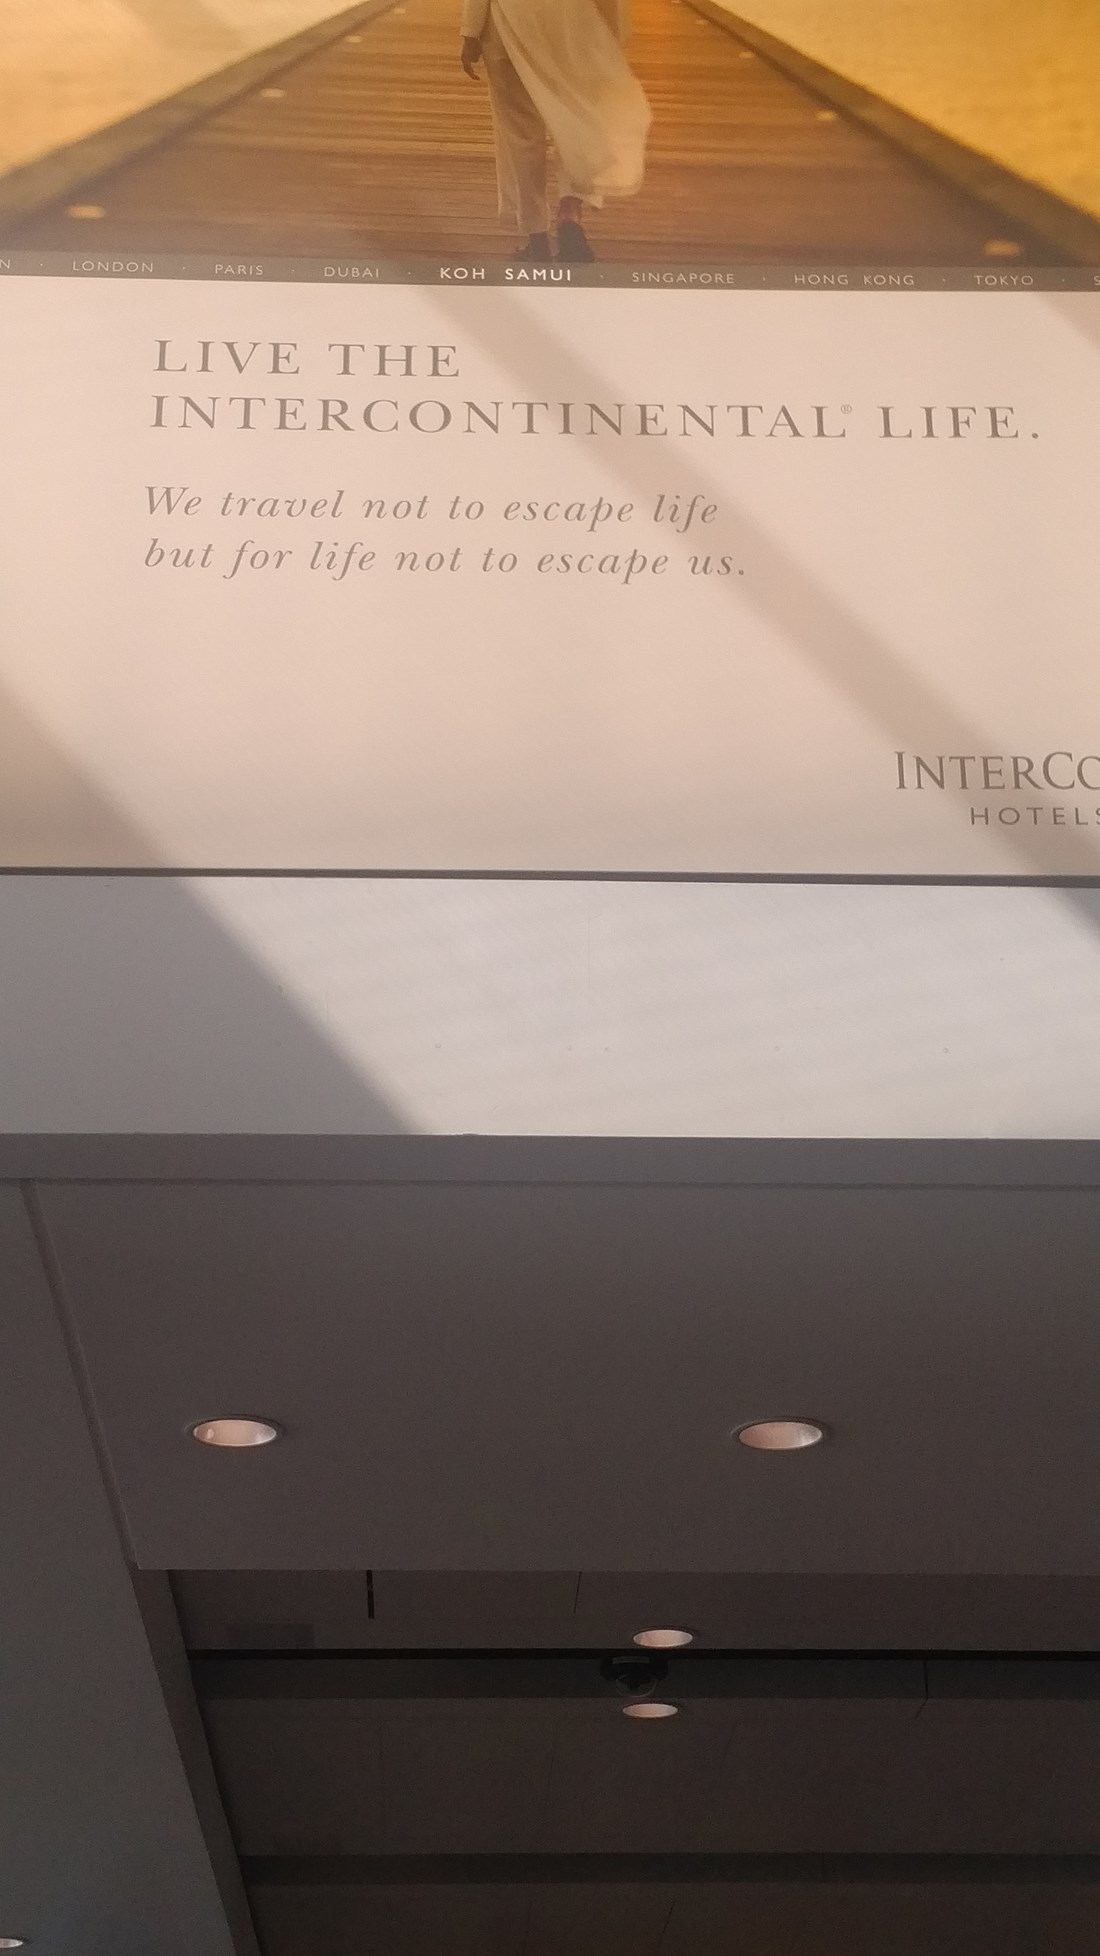 LONDON · PARIS · DUBAI · KOH SAMUI · SINGAPORE · HONG KONG · TOKYO ·
LIVE THE
INTERCONTINENTAL® LIFE.
We travel not to escape life
but for life not to escape us.
INTERCO
HOTELS